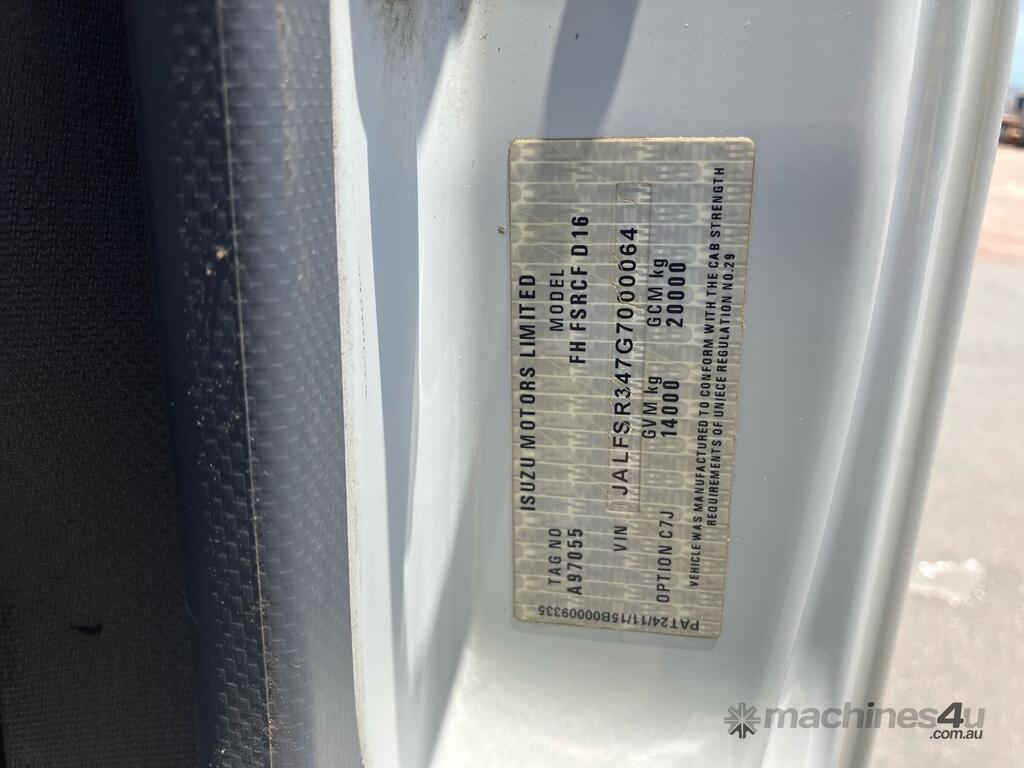 ISUZU MOTORS LIMITED
TAG NO MODEL
A97055 FH FSRCF D16
VIN JALFSR347G7000064
GVM kg GCM kg
OPTION C7J 14000 20000
VEHICLE WAS MANUFACTURED TO CONFORM WITH THE CAB STRENGTH
REQUIREMENTS OF UN/ECE REGULATION NO.29
PAT24/11/15B00009335
machines4u
.com.au